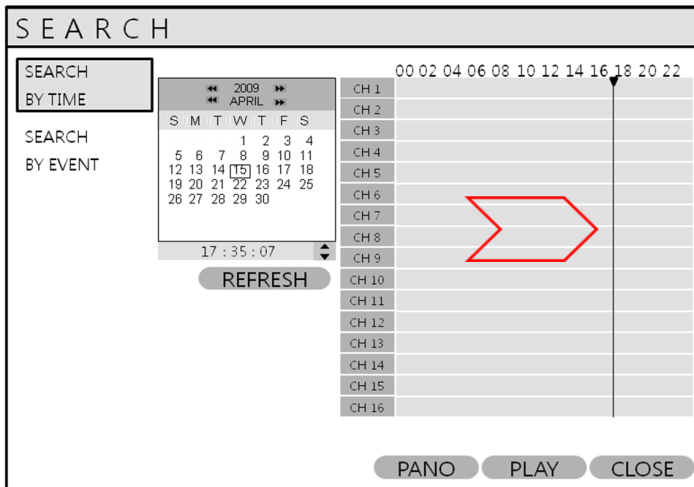 SEARCH
SEARCH
BY TIME
SEARCH
BY EVENT
2009
APRIL
S M T W T F S
1 2 3 4
5 6 7 8 9 10 11
12 13 14 15 16 17 18
19 20 21 22 23 24 25
26 27 28 29 30
17 : 35 : 07
REFRESH
00 02 04 06 08 10 12 14 16 18 20 22
CH 1
CH 2
CH 3
CH 4
CH 5
CH 6
CH 7
CH 8
CH 9
CH 10
CH 11
CH 12
CH 13
CH 14
CH 15
CH 16
PANO PLAY CLOSE